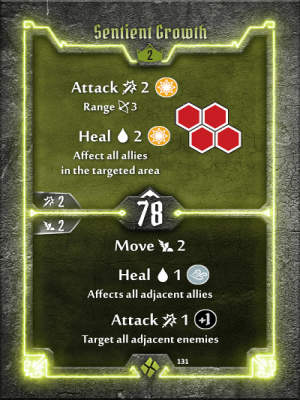 Sentient Growth
2
Attack 2
Range 3
Heal 2
Affect all allies
in the targeted area
2
78
2
Move 2
Heal 1
Affects all adjacent allies
Attack 1 +1
Target all adjacent enemies
131